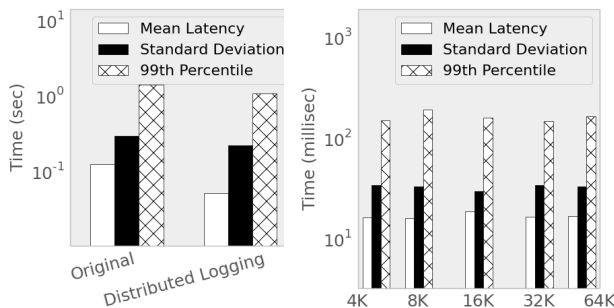 10^1
10^0
10^-1
Time (sec)
Mean Latency
Standard Deviation
99th Percentile
Original
Distributed Logging
10^3
10^2
10^1
Time (millisec)
Mean Latency
Standard Deviation
99th Percentile
4K 8K 16K 32K 64K